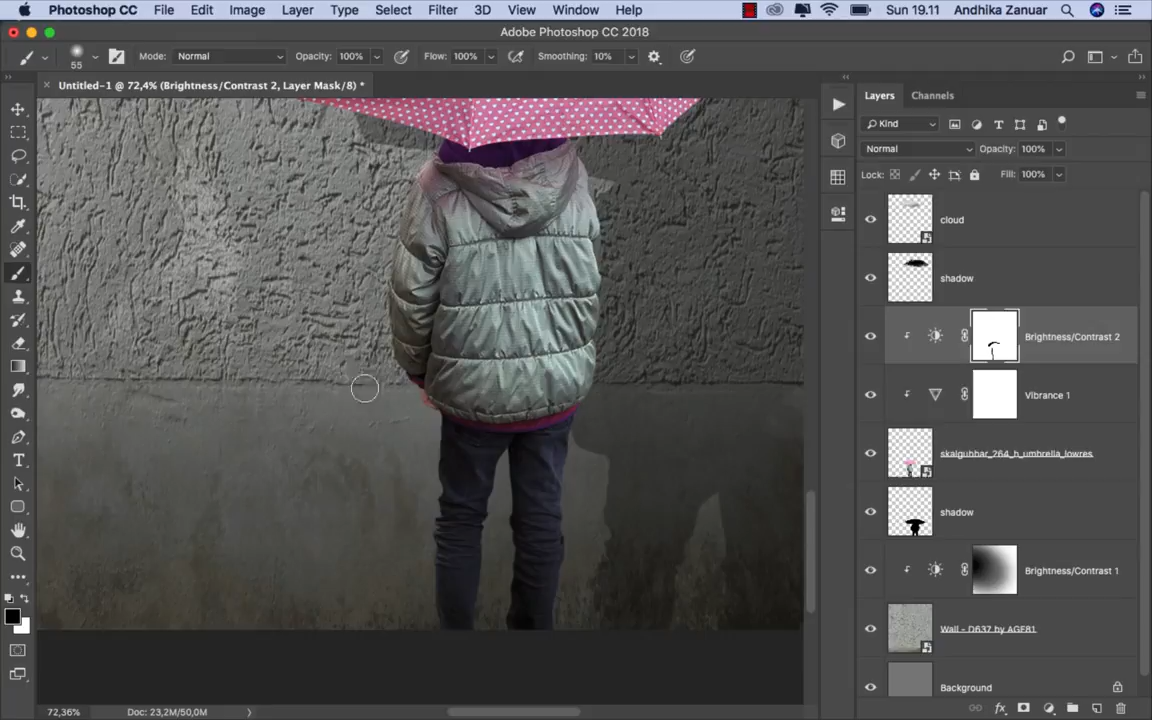 Photoshop CC File Edit Image Layer Type Select Filter 3D View Window Help Sun 19.11 Andhika Zanuar
Adobe Photoshop CC 2018
55 Mode: Normal Opacity: 100% Flow: 100% Smoothing: 10%
Untitled-1 @ 72,4% (Brightness/Contrast 2, Layer Mask/8) *
Layers Channels
Kind
Normal Opacity: 100%
Lock: Fill: 100%
cloud
shadow
Brightness/Contrast 2
Vibrance 1
skalgubbar_264_h_umbrella_lowres
shadow
Brightness/Contrast 1
Wall - D637 by AGF81
Background
72,36% Doc: 23,2M/50,0M